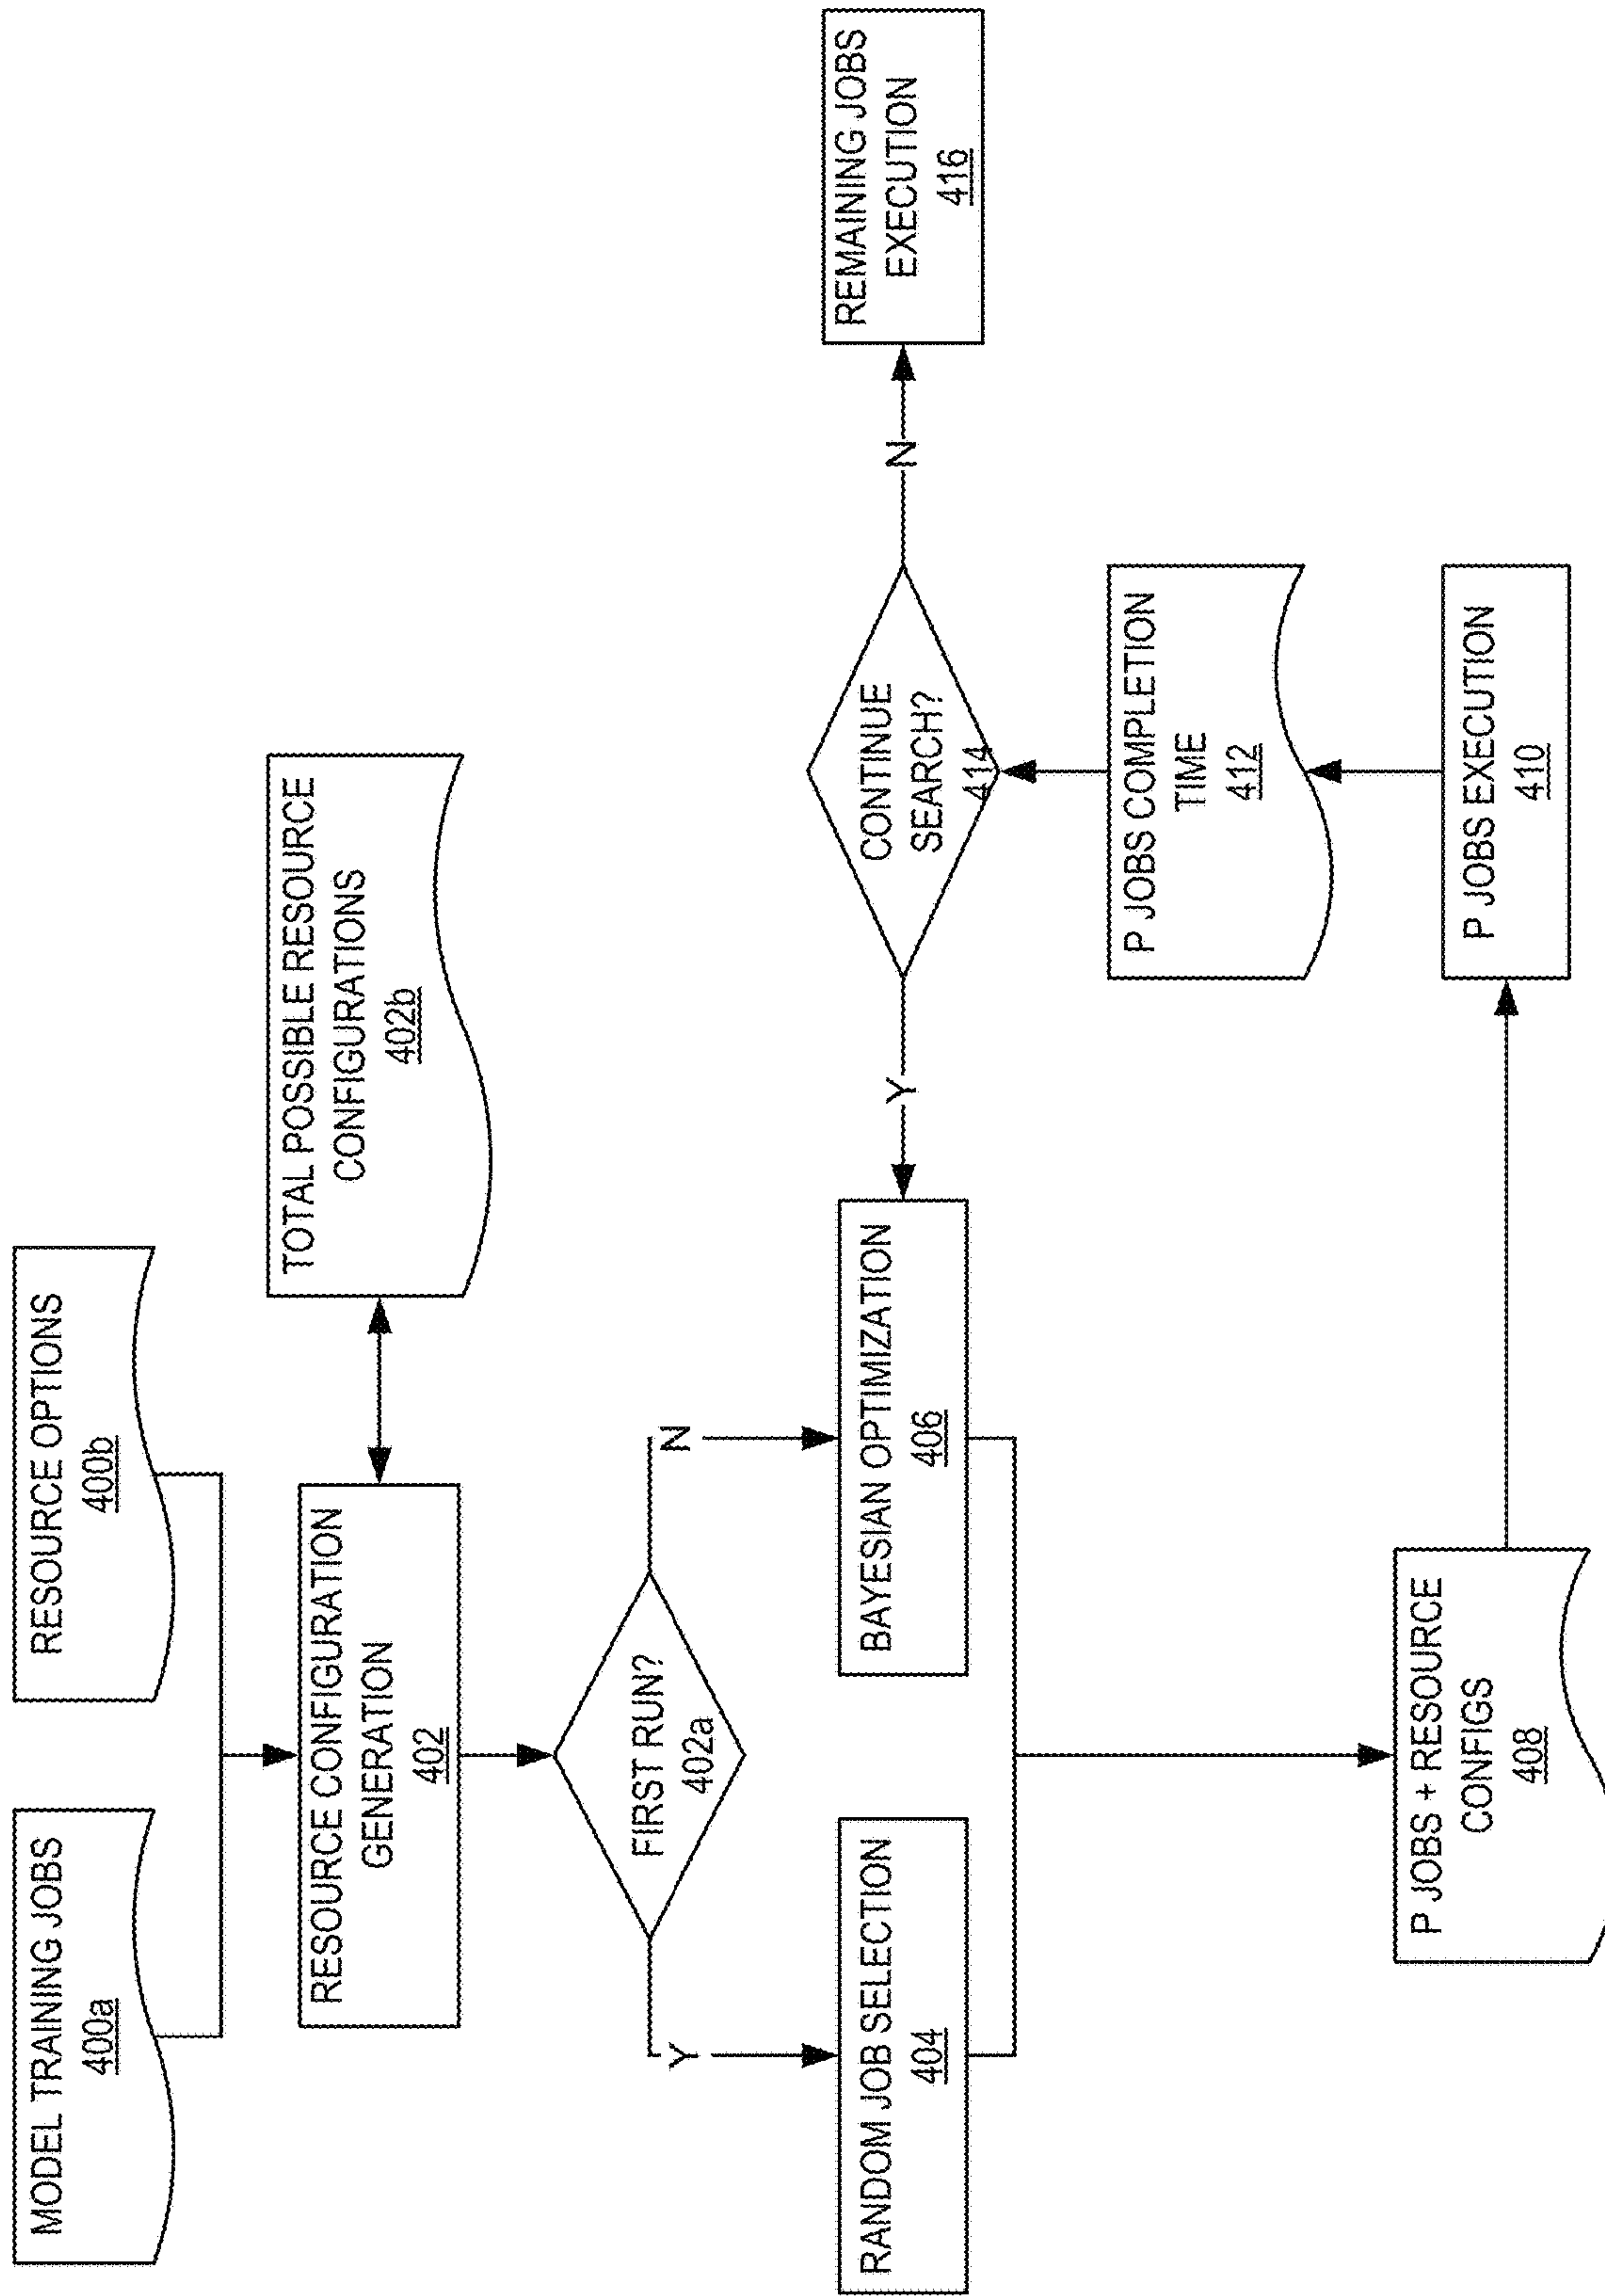 MODEL TRAINING JOBS
400a
RESOURCE OPTIONS
400b
RESOURCE CONFIGURATION
GENERATION
402
TOTAL POSSIBLE RESOURCE
CONFIGURATIONS
402b
FIRST RUN?
402a
Y
N
RANDOM JOB SELECTION
404
BAYESIAN OPTIMIZATION
406
Y
CONTINUE
SEARCH?
414
N
REMAINING JOBS
EXECUTION
416
P JOBS COMPLETION
TIME
412
P JOBS + RESOURCE
CONFIGS
408
P JOBS EXECUTION
410